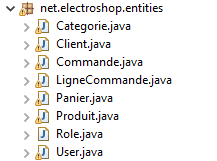 net.electroshop.entities
Categorie.java
Client.java
Commande.java
LigneCommande.java
Panier.java
Produit.java
Role.java
User.java